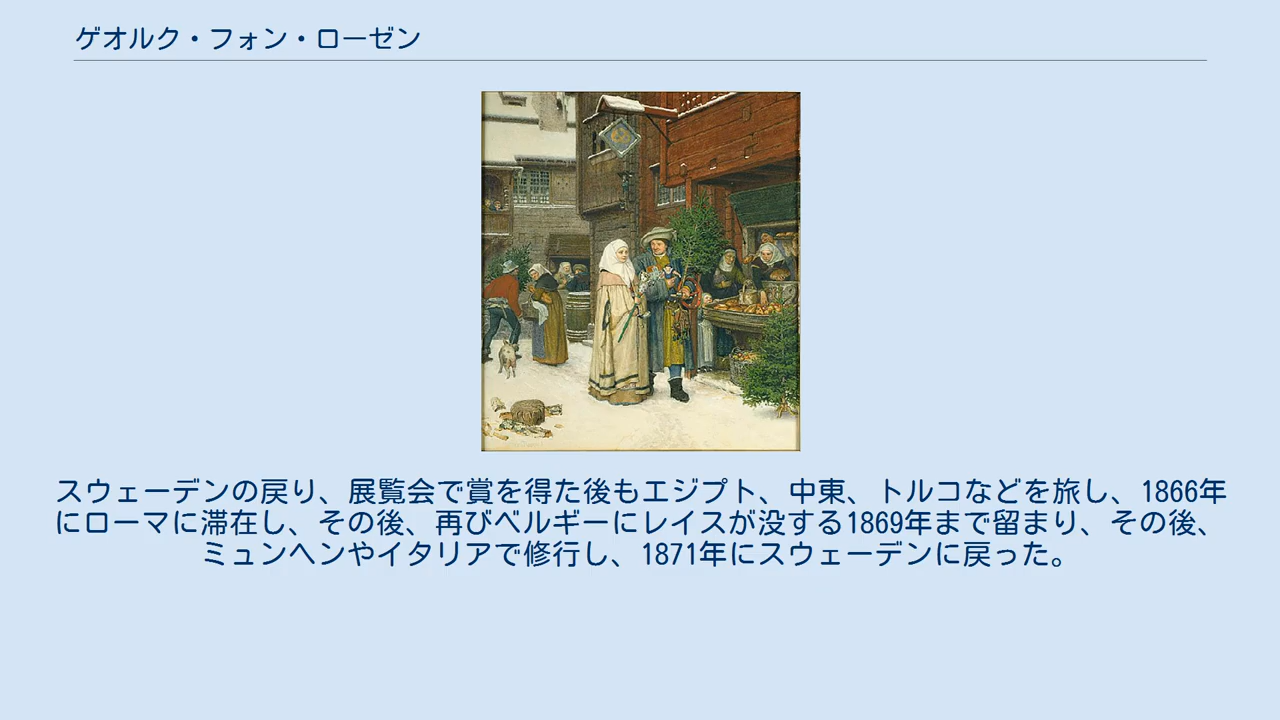 ゲオルク・フォン・ローゼン
スウェーデンの戻り、展覧会で賞を得た後もエジプト、中東、トルコなどを旅し、1866年
にローマに滞在し、その後、再びベルギーにレイスが没する1869年まで留まり、その後、
ミュンヘンやイタリアで修行し、1871年にスウェーデンに戻った。